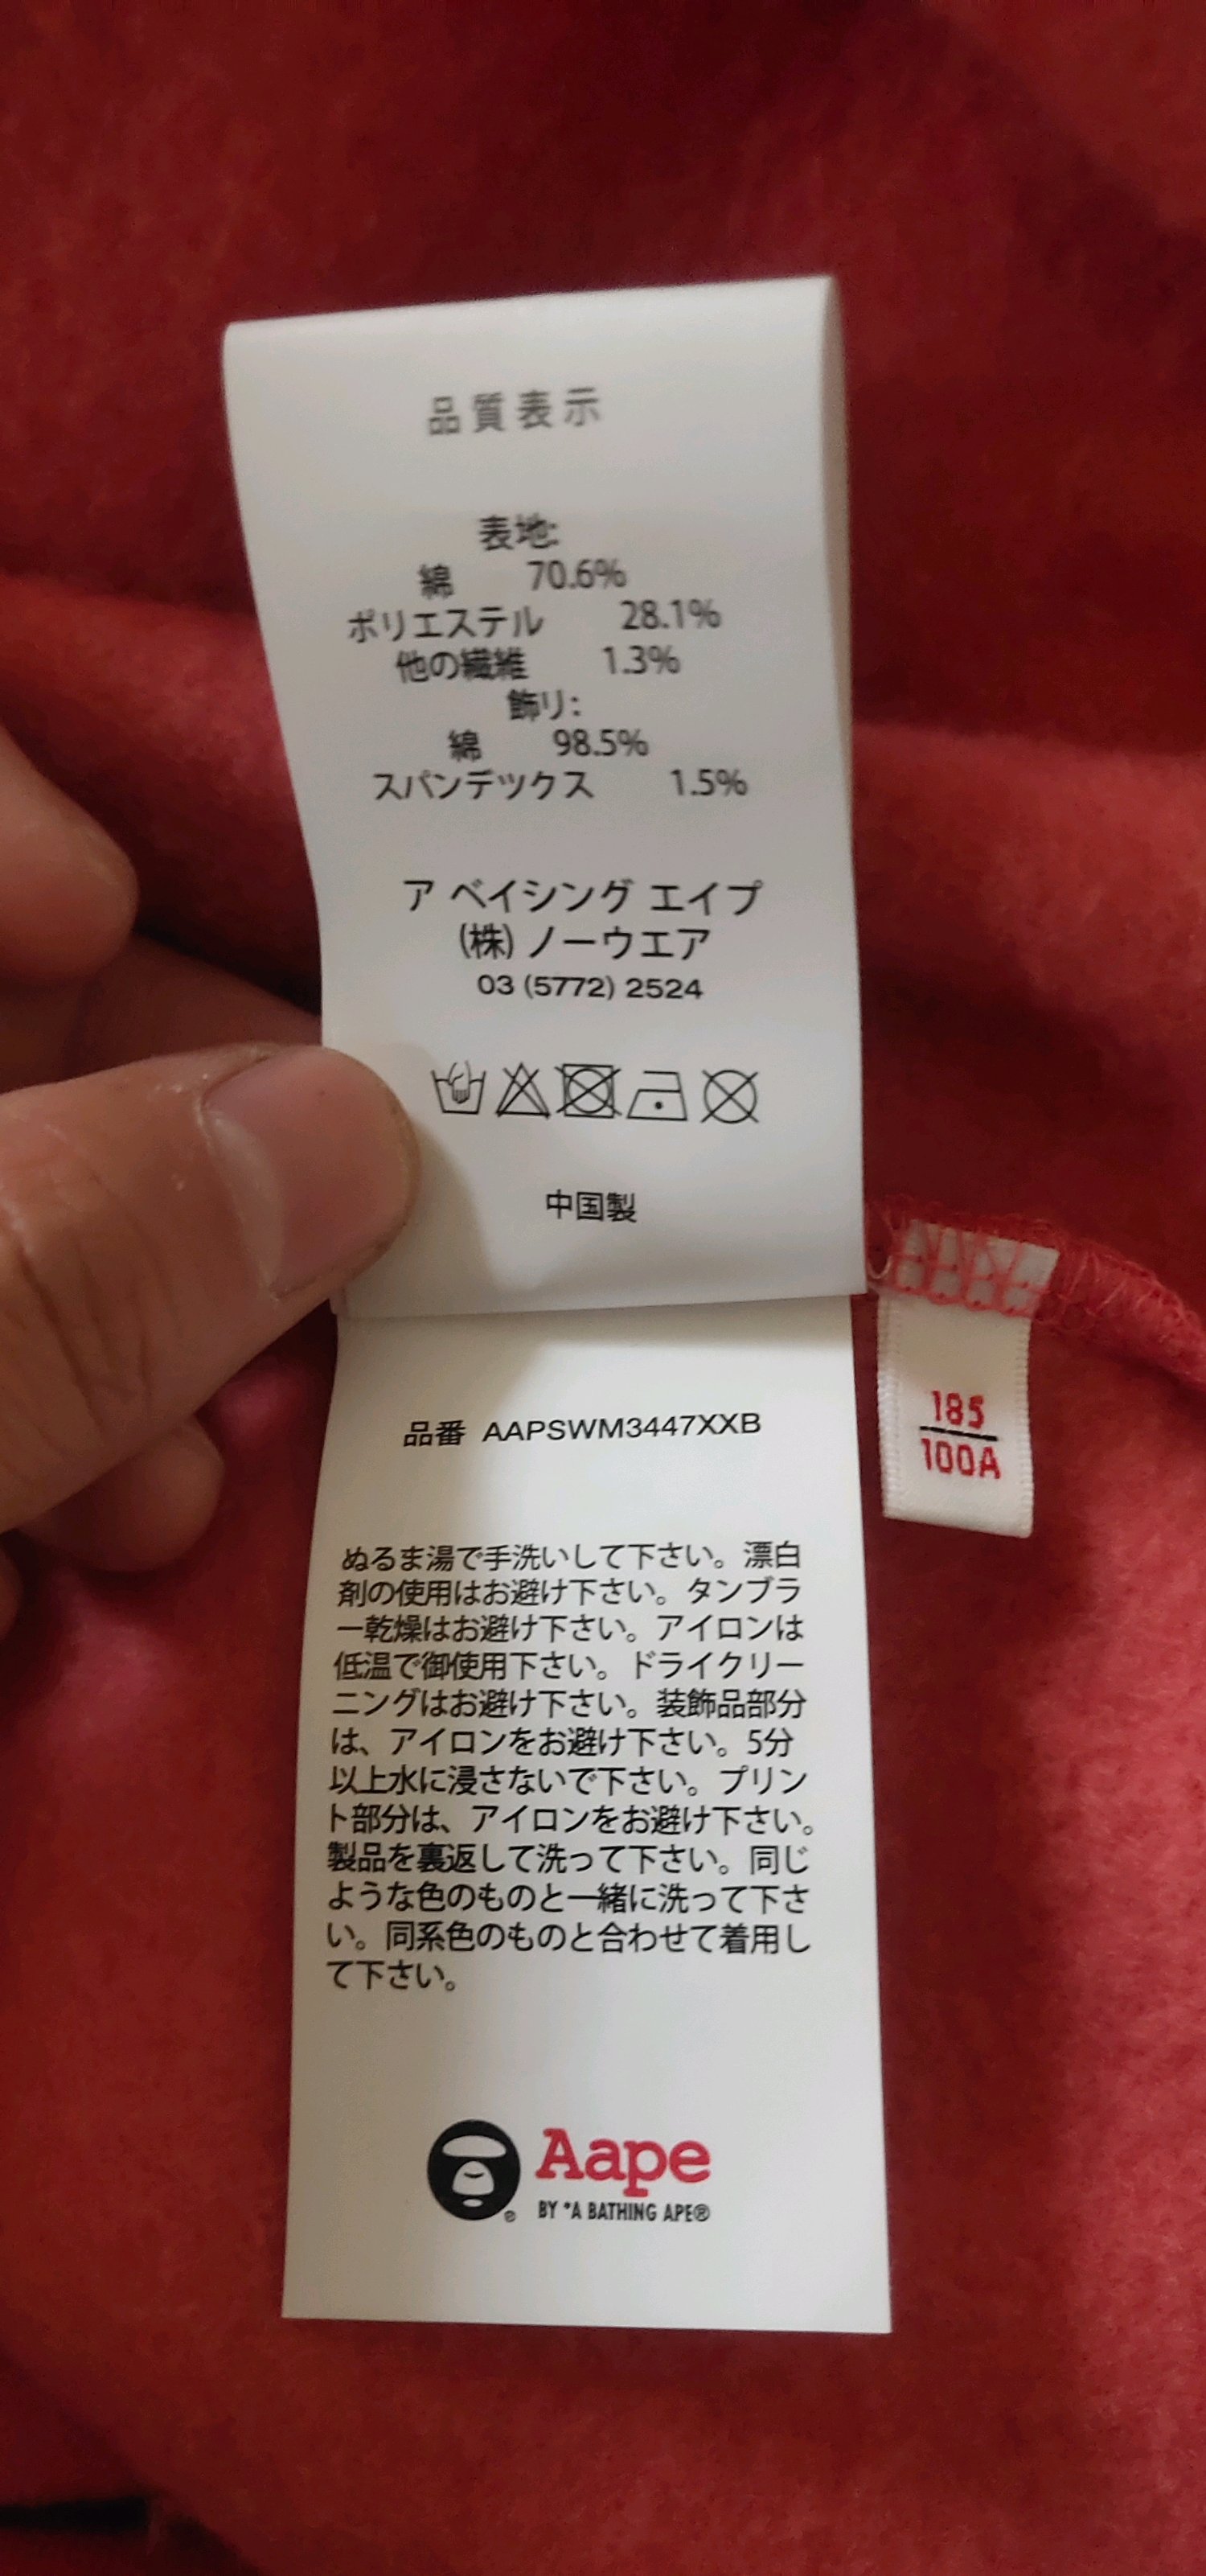 品質表示
表地:
綿 70.6%
ポリエステル 28.1%
他の繊維 1.3%
飾り:
綿 98.5%
スパンデックス 1.5%
ア ベイシング エイプ
(株) ノーウエア
03 (5772) 2524
中国製
185
100A
品番 AAPSWM3447XXB
ぬるま湯で手洗いして下さい。漂白
剤の使用はお避け下さい。タンブラ
ー乾燥はお避け下さい。アイロンは
低温で御使用下さい。ドライクリー
ニングはお避け下さい。装飾品部分
は、アイロンをお避け下さい。5分
以上水に浸さないで下さい。プリン
ト部分は、アイロンをお避け下さい。
製品を裏返して洗って下さい。同じ
ような色のものと一緒に洗って下さ
い。同系色のものと合わせて着用し
て下さい。
Aape
BY *A BATHING APE®